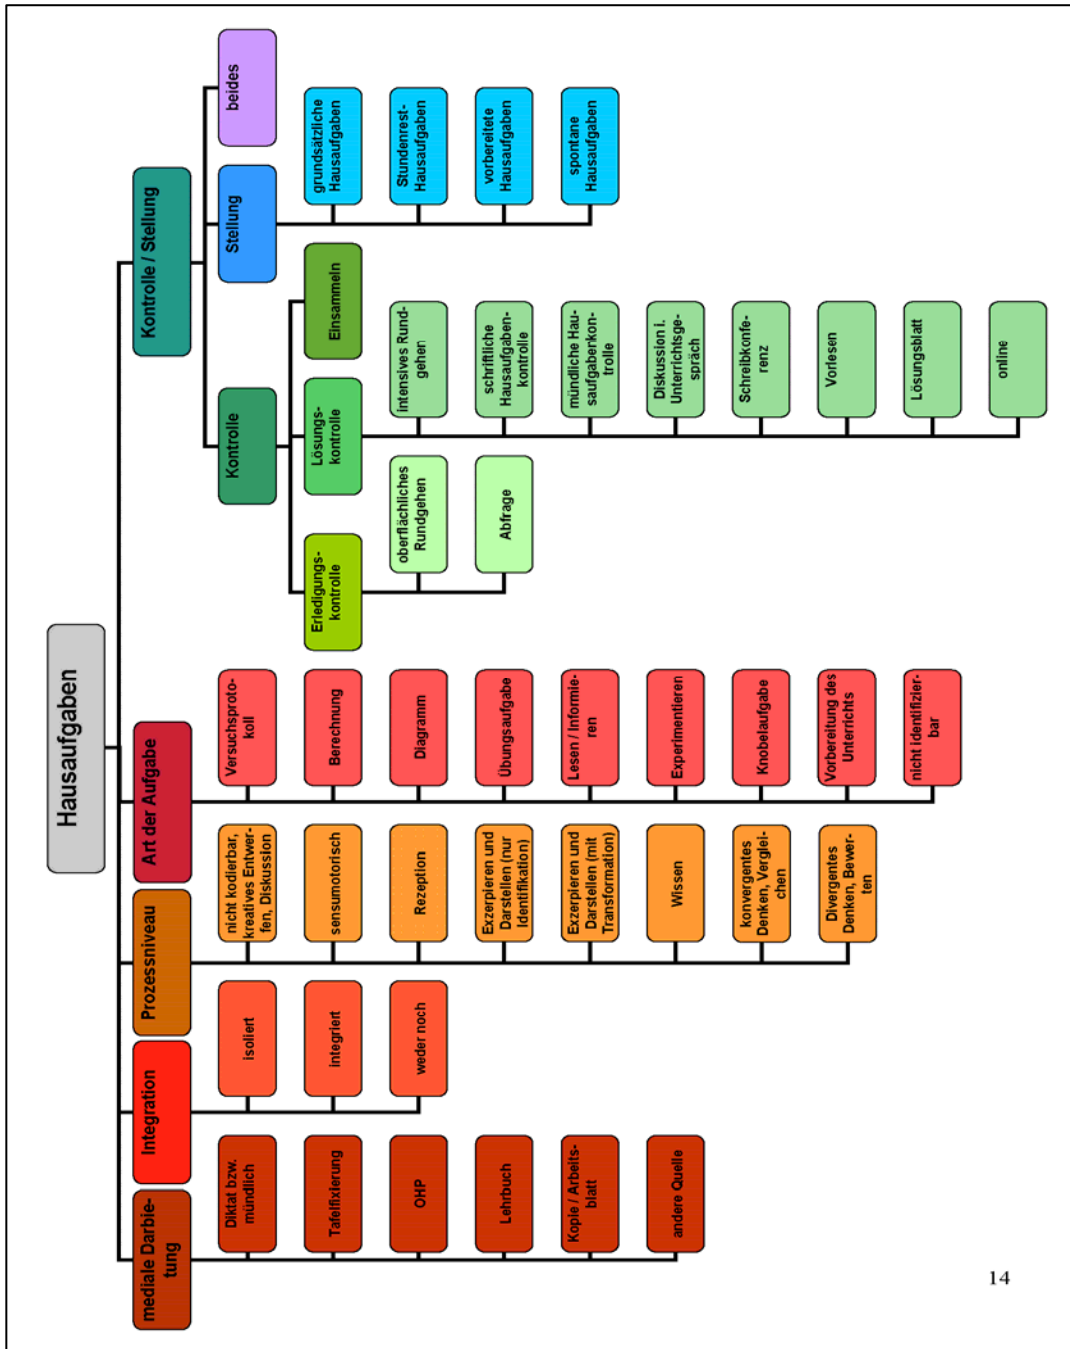 Hausaufgaben
mediale Darbie-
tung
Integration
Prozessniveau
Art der Aufgabe
Kontrolle / Stellung
Diktat bzw.
mündlich
Tafelfixierung
OHP
Lehrbuch
Kopie / Arbeits-
blatt
andere Quelle
isoliert
integriert
weder noch
nicht kodierbar,
kreatives Entwer-
fen, Diskussion
sensumotorisch
Rezeption
Exzerpieren und
Darstellen (nur
Identifikation)
Exzerpieren und
Darstellen (mit
Transformation)
Wissen
konvergentes
Denken, Verglei-
chen
Divergentes
Denken, Bewer-
ten
Versuchsproto-
koll
Berechnung
Diagramm
Übungsaufgabe
Lesen / Informie-
ren
Experimentieren
Knobelaufgabe
Vorbereitung des
Unterrichts
nicht identifizier-
bar
Kontrolle
Stellung
beides
Erledigungs-
kontrolle
Lösungs-
kontrolle
Einsammeln
oberflächliches
Rundgehen
Abfrage
intensives Rund-
gehen
schriftliche
Hausaufgaben-
kontrolle
mündliche Hau-
saufgaberkon-
trolle
Diskussion i.
Unterrichtsge-
spräch
Schreibkonfe-
renz
Vorlesen
Lösungsblatt
online
grundsätzliche
Hausaufgaben
Stundenrest-
Hausaufgaben
vorbereitete
Hausaufgaben
spontane
Hausaufgaben
14